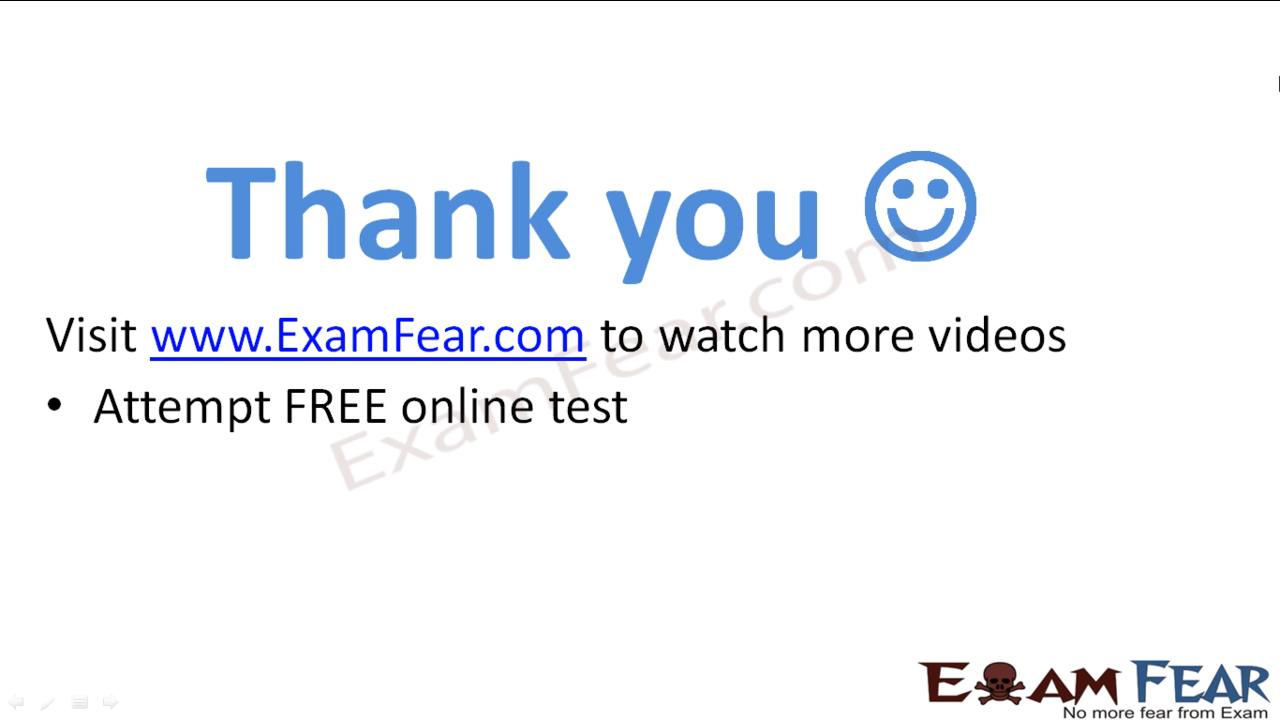 Thank you ☺
Visit www.ExamFear.com to watch more videos
• Attempt FREE online test
ExamFear.com
EXAM FEAR
No more fear from Exam